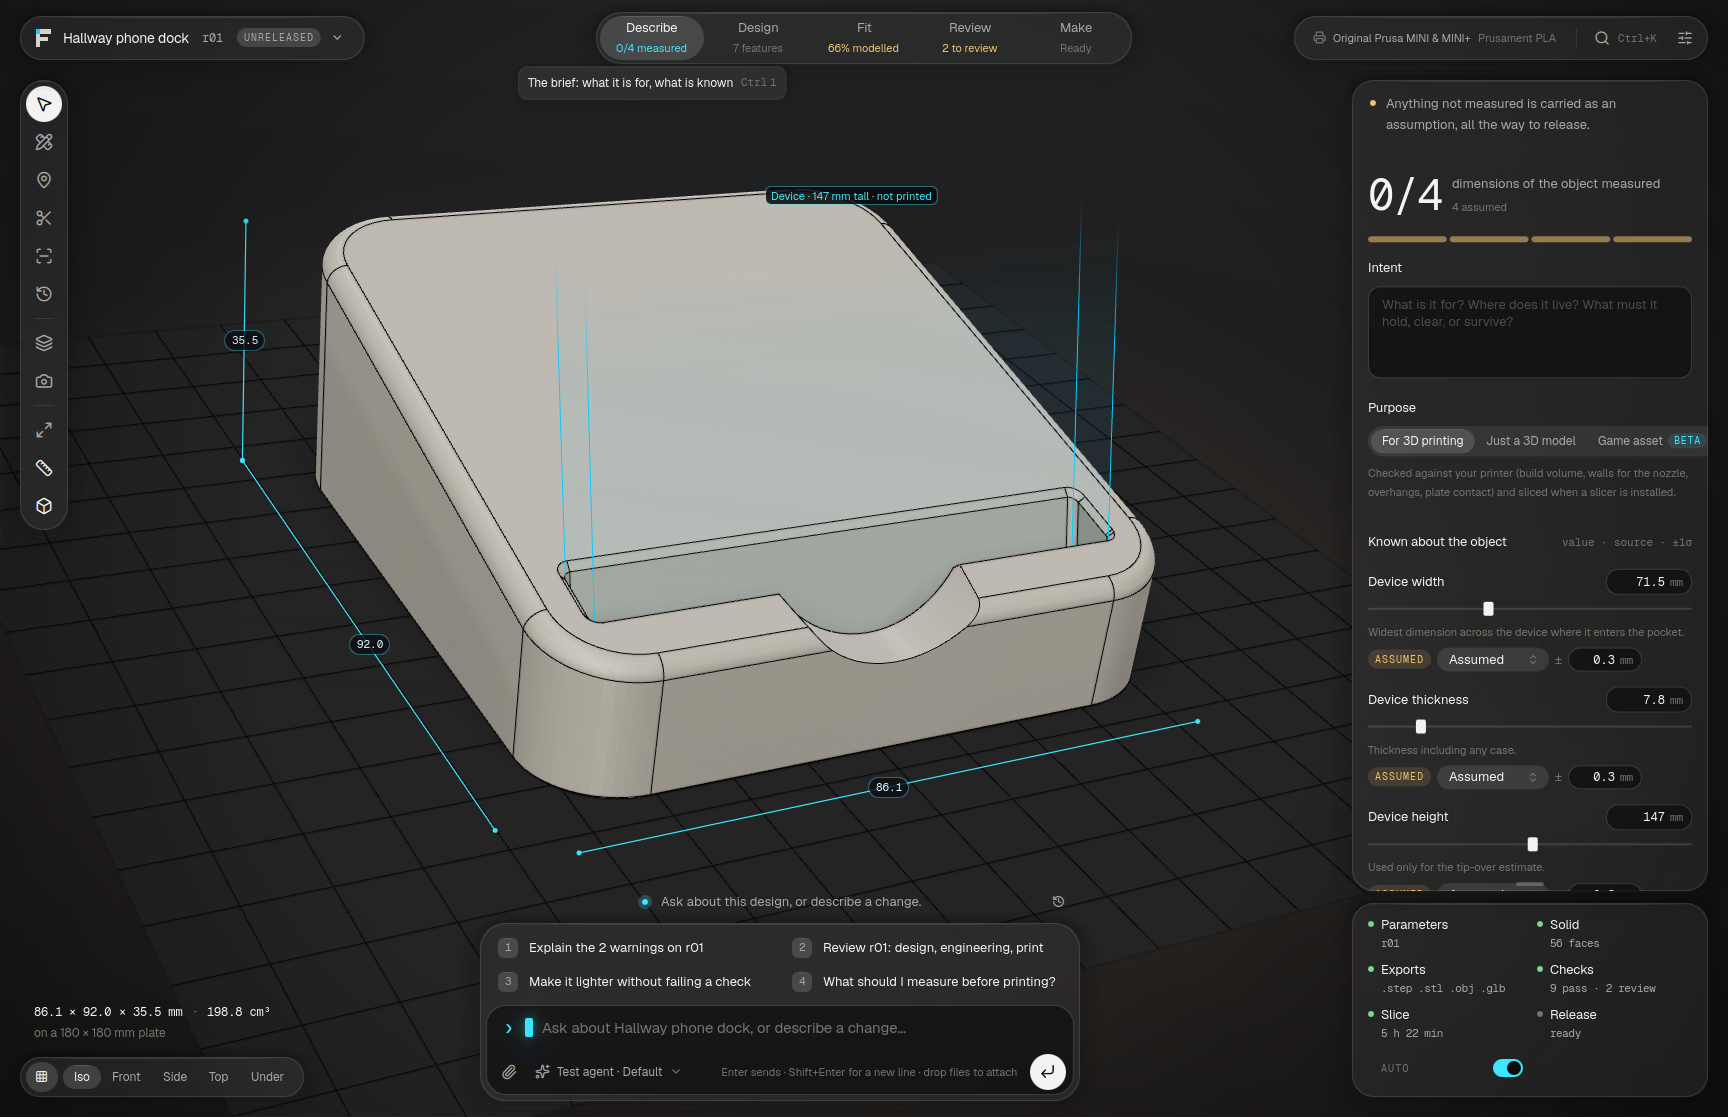 Hallway phone dock r01 UNRELEASED
Describe
0/4 measured
Design
7 features
Fit
66% modelled
Review
2 to review
Make
Ready
Original Prusa MINI & MINI+ Prusament PLA
Ctrl+K
The brief: what it is for, what is known Ctrl 1
Device · 147 mm tall · not printed
35.5
92.0
86.1
Anything not measured is carried as an
assumption, all the way to release.
0/4
dimensions of the object measured
4 assumed
Intent
What is it for? Where does it live? What must it
hold, clear, or survive?
Purpose
For 3D printing Just a 3D model Game asset BETA
Checked against your printer (build volume, walls for the nozzle,
overhangs, plate contact) and sliced when a slicer is installed.
Known about the object value · source · ±1σ
Device width 71.5 mm
Widest dimension across the device where it enters the pocket.
ASSUMED Assumed ± 0.3 mm
Device thickness 7.8 mm
Thickness including any case.
ASSUMED Assumed ± 0.3 mm
Device height 147 mm
Used only for the tip-over estimate.
Parameters
r01
Solid
56 faces
Exports
.step .stl .obj .glb
Checks
9 pass · 2 review
Slice
5 h 22 min
Release
ready
AUTO
Ask about this design, or describe a change.
1 Explain the 2 warnings on r01
2 Review r01: design, engineering, print
3 Make it lighter without failing a check
4 What should I measure before printing?
Ask about Hallway phone dock, or describe a change…
Test agent · Default
Enter sends · Shift+Enter for a new line · drop files to attach
86.1 × 92.0 × 35.5 mm · 198.8 cm³
on a 180 × 180 mm plate
Iso Front Side Top Under